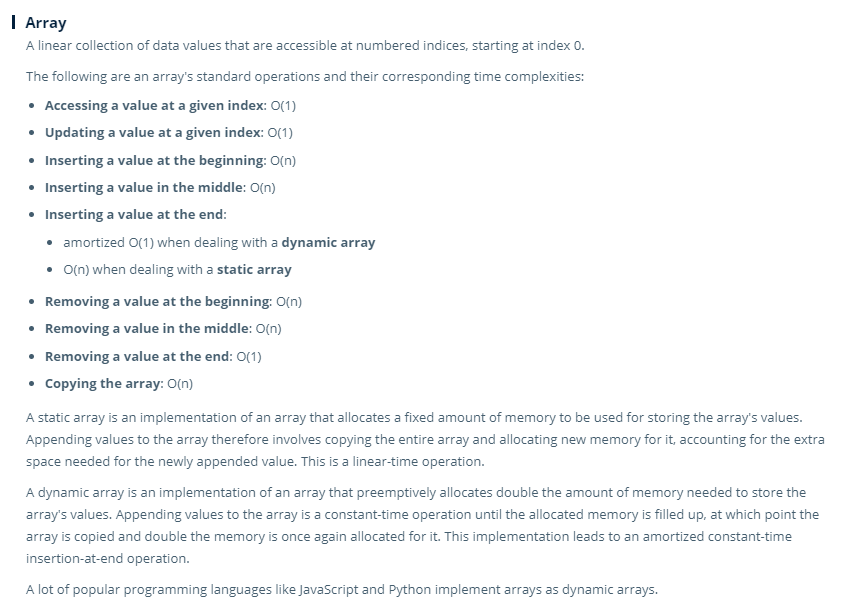 Array
A linear collection of data values that are accessible at numbered indices, starting at index 0.
The following are an array's standard operations and their corresponding time complexities:
• Accessing a value at a given index: O(1)
• Updating a value at a given index: O(1)
• Inserting a value at the beginning: O(n)
• Inserting a value in the middle: O(n)
• Inserting a value at the end:
• amortized O(1) when dealing with a dynamic array
• O(n) when dealing with a static array
• Removing a value at the beginning: O(n)
• Removing a value in the middle: O(n)
• Removing a value at the end: O(1)
• Copying the array: O(n)
A static array is an implementation of an array that allocates a fixed amount of memory to be used for storing the array's values.
Appending values to the array therefore involves copying the entire array and allocating new memory for it, accounting for the extra
space needed for the newly appended value. This is a linear-time operation.
A dynamic array is an implementation of an array that preemptively allocates double the amount of memory needed to store the
array's values. Appending values to the array is a constant-time operation until the allocated memory is filled up, at which point the
array is copied and double the memory is once again allocated for it. This implementation leads to an amortized constant-time
insertion-at-end operation.
A lot of popular programming languages like JavaScript and Python implement arrays as dynamic arrays.